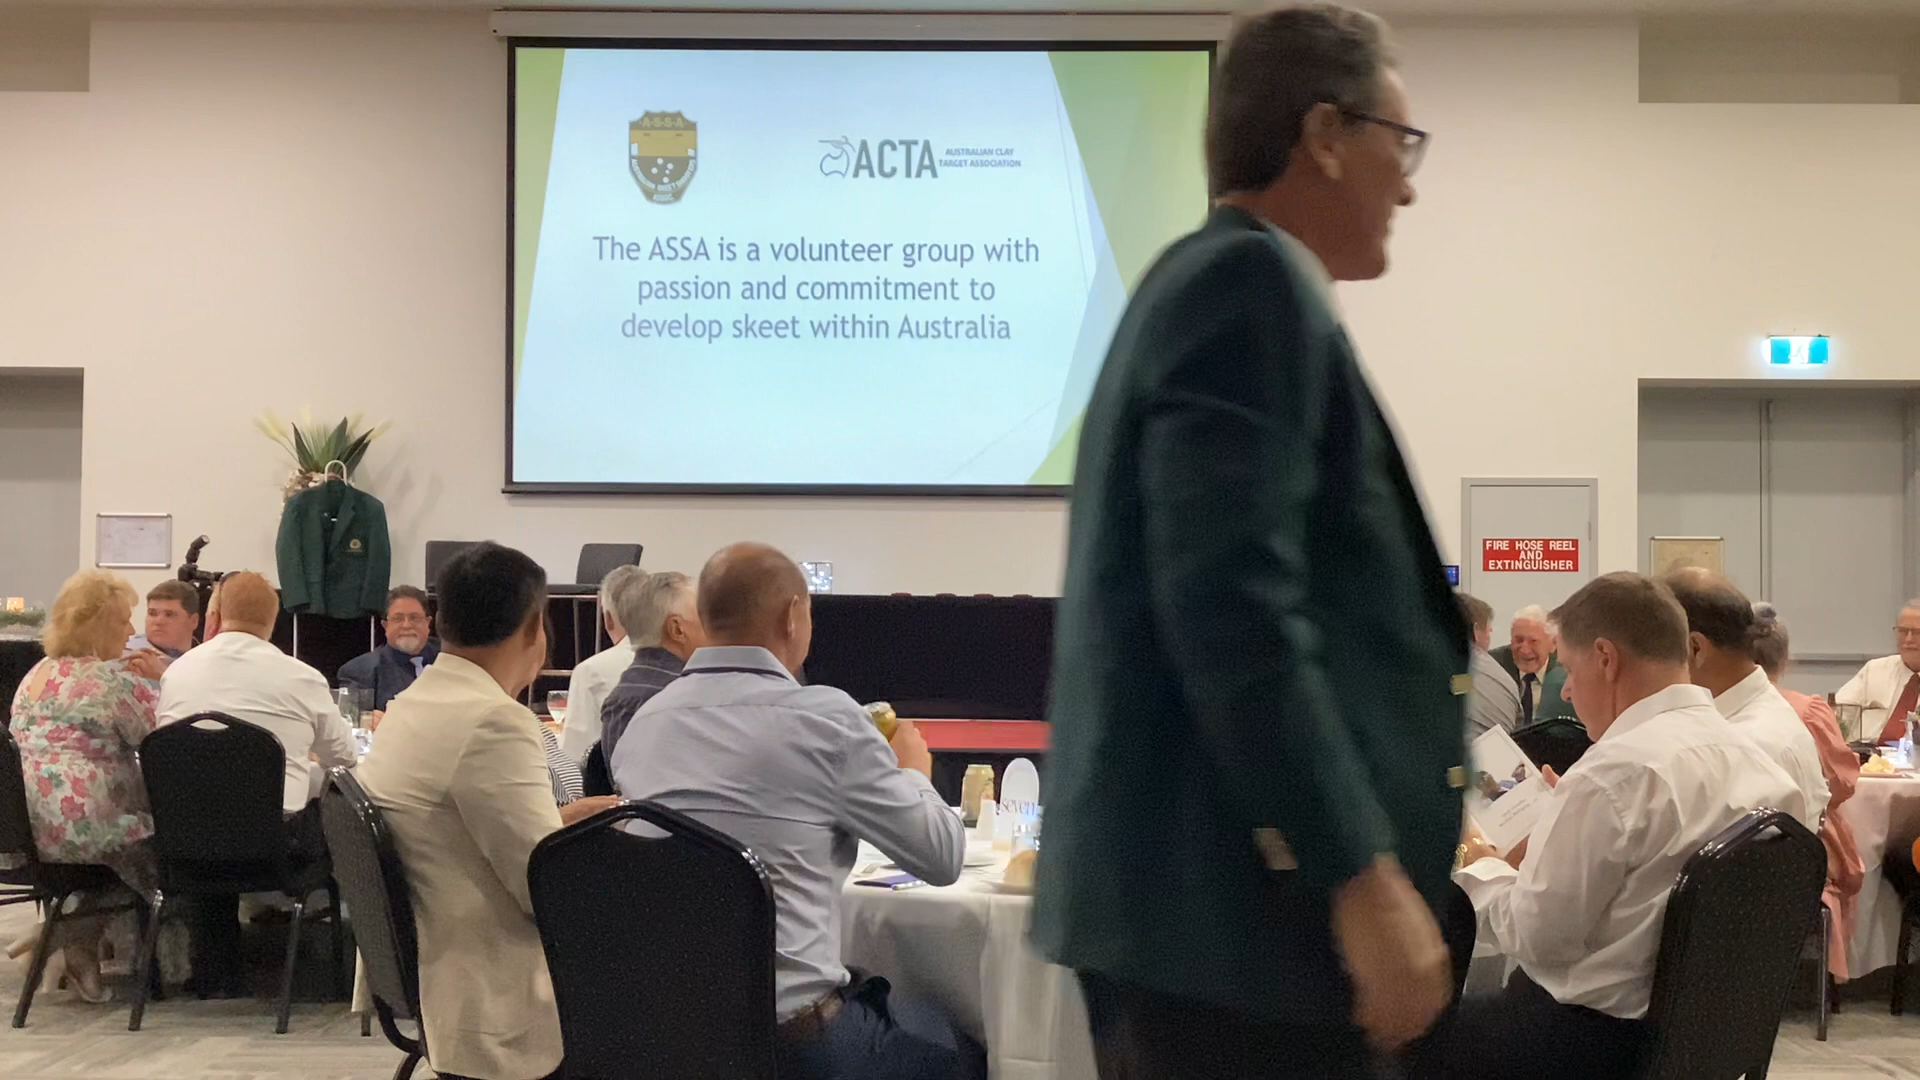 A·S·S·A
ACTA
AUSTRALIAN CLAY
TARGET ASSOCIATION
The ASSA is a volunteer group with
passion and commitment to
develop skeet within Australia
FIRE HOSE REEL
AND
EXTINGUISHER
seven